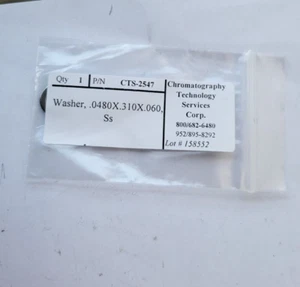 Qty 1 P/N CTS-2547
Washer, .0480X.310X.060,
Ss
Chromatography
Technology
Services
Corp.
800/682-6480
952/895-8292
Lot # 158552